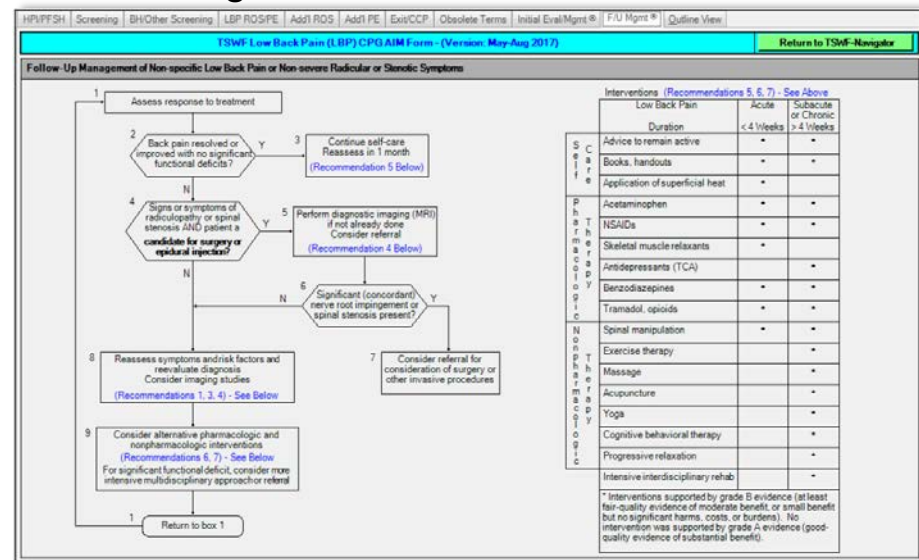 HPI/PFSH Screening BH/Other Screening LBP ROS/PE Add'l ROS Add'l PE Exit/CCP Obsolete Terms Initial Eval/Mgmt ® F/U Mgmt ® Outline View
TSWF Low Back Pain (LBP) CPG AIM Form - (Version: May-Aug 2017)
Return to TSWF-Navigator
Follow-Up Management of Non-specific Low Back Pain or Non-severe Radicular or Stenotic Symptoms
1
Assess response to treatment
2
Back pain resolved or
improved with no significant
functional deficits?
Y
N
3
Continue self-care
Reassess in 1 month
(Recommendation 5 Below)
4
Signs or symptoms of
radiculopathy or spinal
stenosis AND patient a
candidate for surgery or
epidural injection?
Y
N
5
Perform diagnostic imaging (MRI)
if not already done
Consider referral
(Recommendation 4 Below)
6
Significant (concordant)
nerve root impingement or
spinal stenosis present?
N
Y
7
Consider referral for
consideration of surgery or
other invasive procedures
8
Reassess symptoms andrisk factors and
reevaluate diagnosis
Consider imaging studies
(Recommendations 1, 3, 4) - See Below
9
Consider alternative pharmacologic and
nonpharmacologic interventions
(Recommendations 6, 7) - See Below
For significant functional deficit, consider more
intensive multidisciplinary approach or referral
1
Return to box 1
Interventions (Recommendations 5, 6, 7) - See Above
Low Back Pain Acute Subacute
or Chronic
Duration < 4 Weeks > 4 Weeks
Self Care
Advice to remain active * *
Books, handouts * *
Application of superficial heat *
Pharmacologic Therapy
Acetaminophen * *
NSAIDs * *
Skeletal muscle relaxants *
Antidepressants (TCA) *
Benzodiazepines * *
Tramadol, opioids * *
Nonpharmacologic Therapy
Spinal manipulation * *
Exercise therapy *
Massage *
Acupuncture *
Yoga *
Cognitive behavioral therapy *
Progressive relaxation *
Intensive interdisciplinary rehab *
* Interventions supported by grade B evidence (at least
fair-quality evidence of moderate benefit, or small benefit
but no significant harms, costs, or burdens). No
intervention was supported by grade A evidence (good-
quality evidence of substantial benefit).